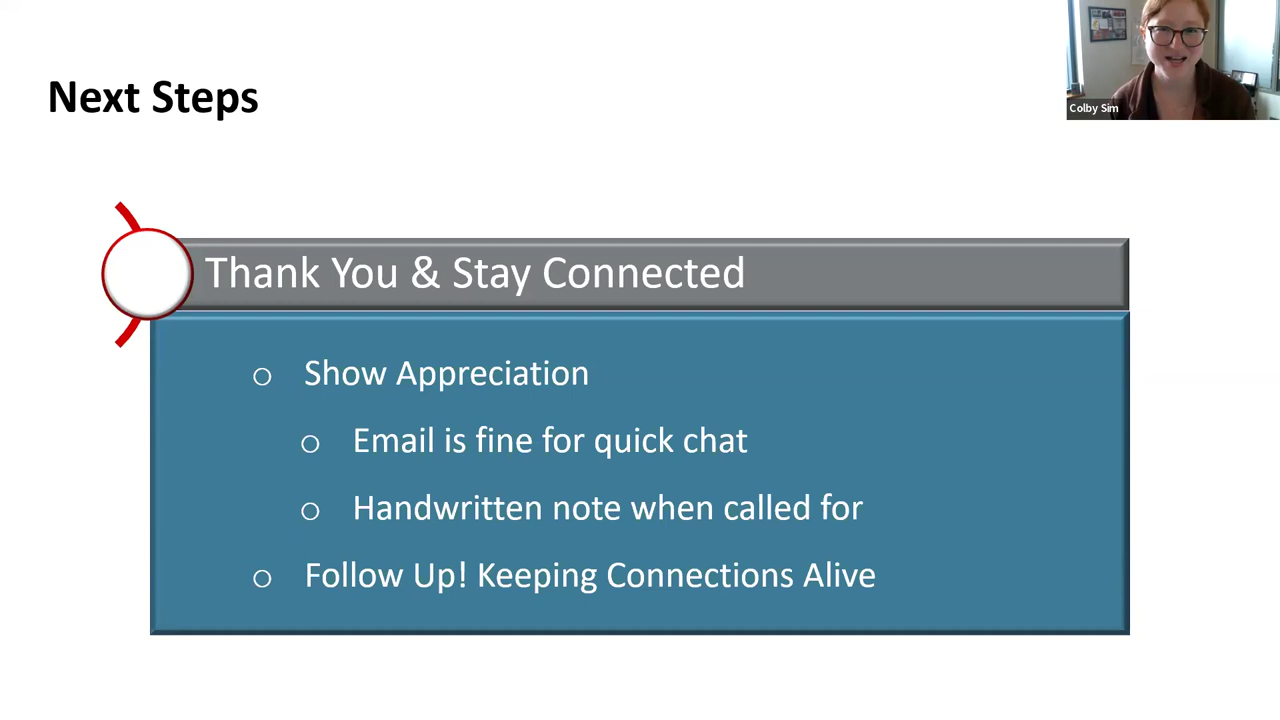 Next Steps
Colby Sim
Thank You & Stay Connected
o Show Appreciation
o Email is fine for quick chat
o Handwritten note when called for
o Follow Up! Keeping Connections Alive